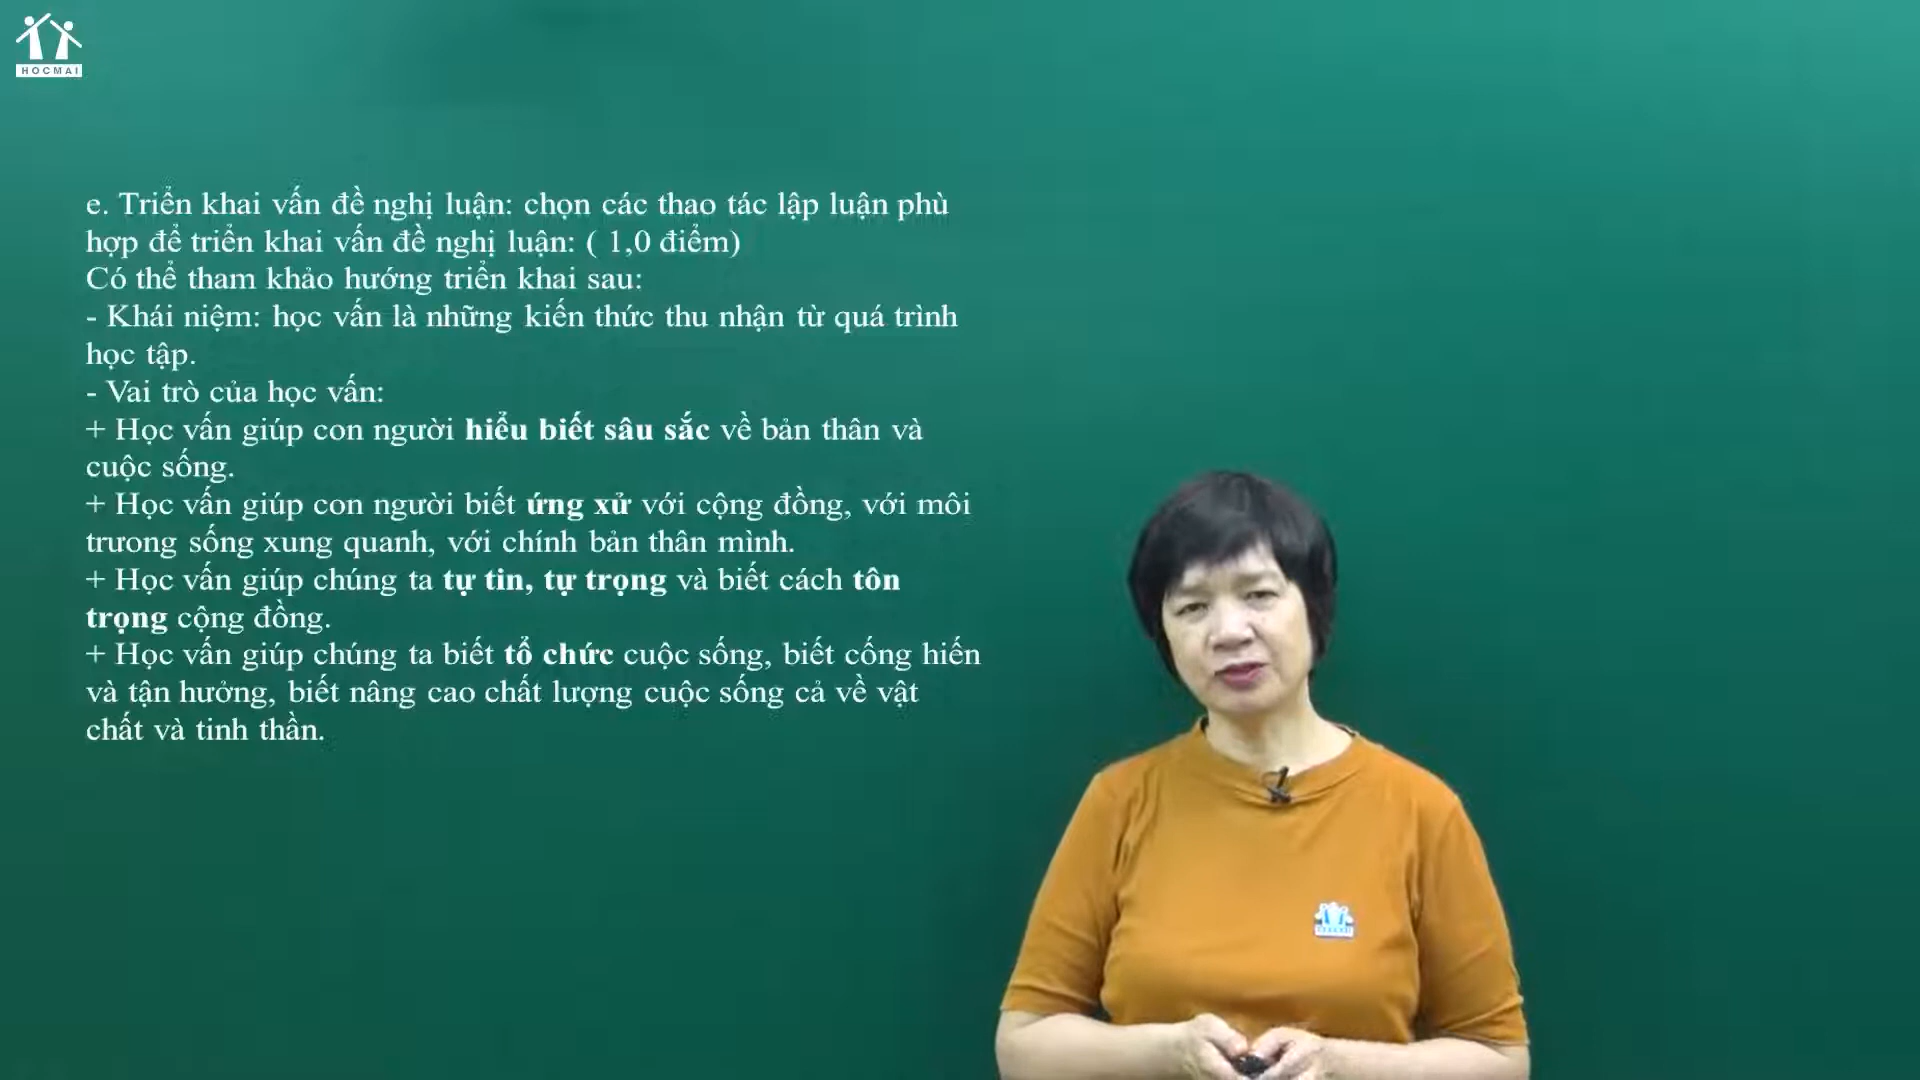 HOCMAI
e. Triển khai vấn đề nghị luận: chọn các thao tác lập luận phù
hợp để triển khai vấn đề nghị luận: ( 1,0 điểm)
Có thể tham khảo hướng triển khai sau:
- Khái niệm: học vấn là những kiến thức thu nhận từ quá trình
học tập.
- Vai trò của học vấn:
+ Học vấn giúp con người hiểu biết sâu sắc về bản thân và
cuộc sống.
+ Học vấn giúp con người biết ứng xử với cộng đồng, với môi
trưong sống xung quanh, với chính bản thân mình.
+ Học vấn giúp chúng ta tự tin, tự trọng và biết cách tôn
trọng cộng đồng.
+ Học vấn giúp chúng ta biết tổ chức cuộc sống, biết cống hiến
và tận hưởng, biết nâng cao chất lượng cuộc sống cả về vật
chất và tinh thần.